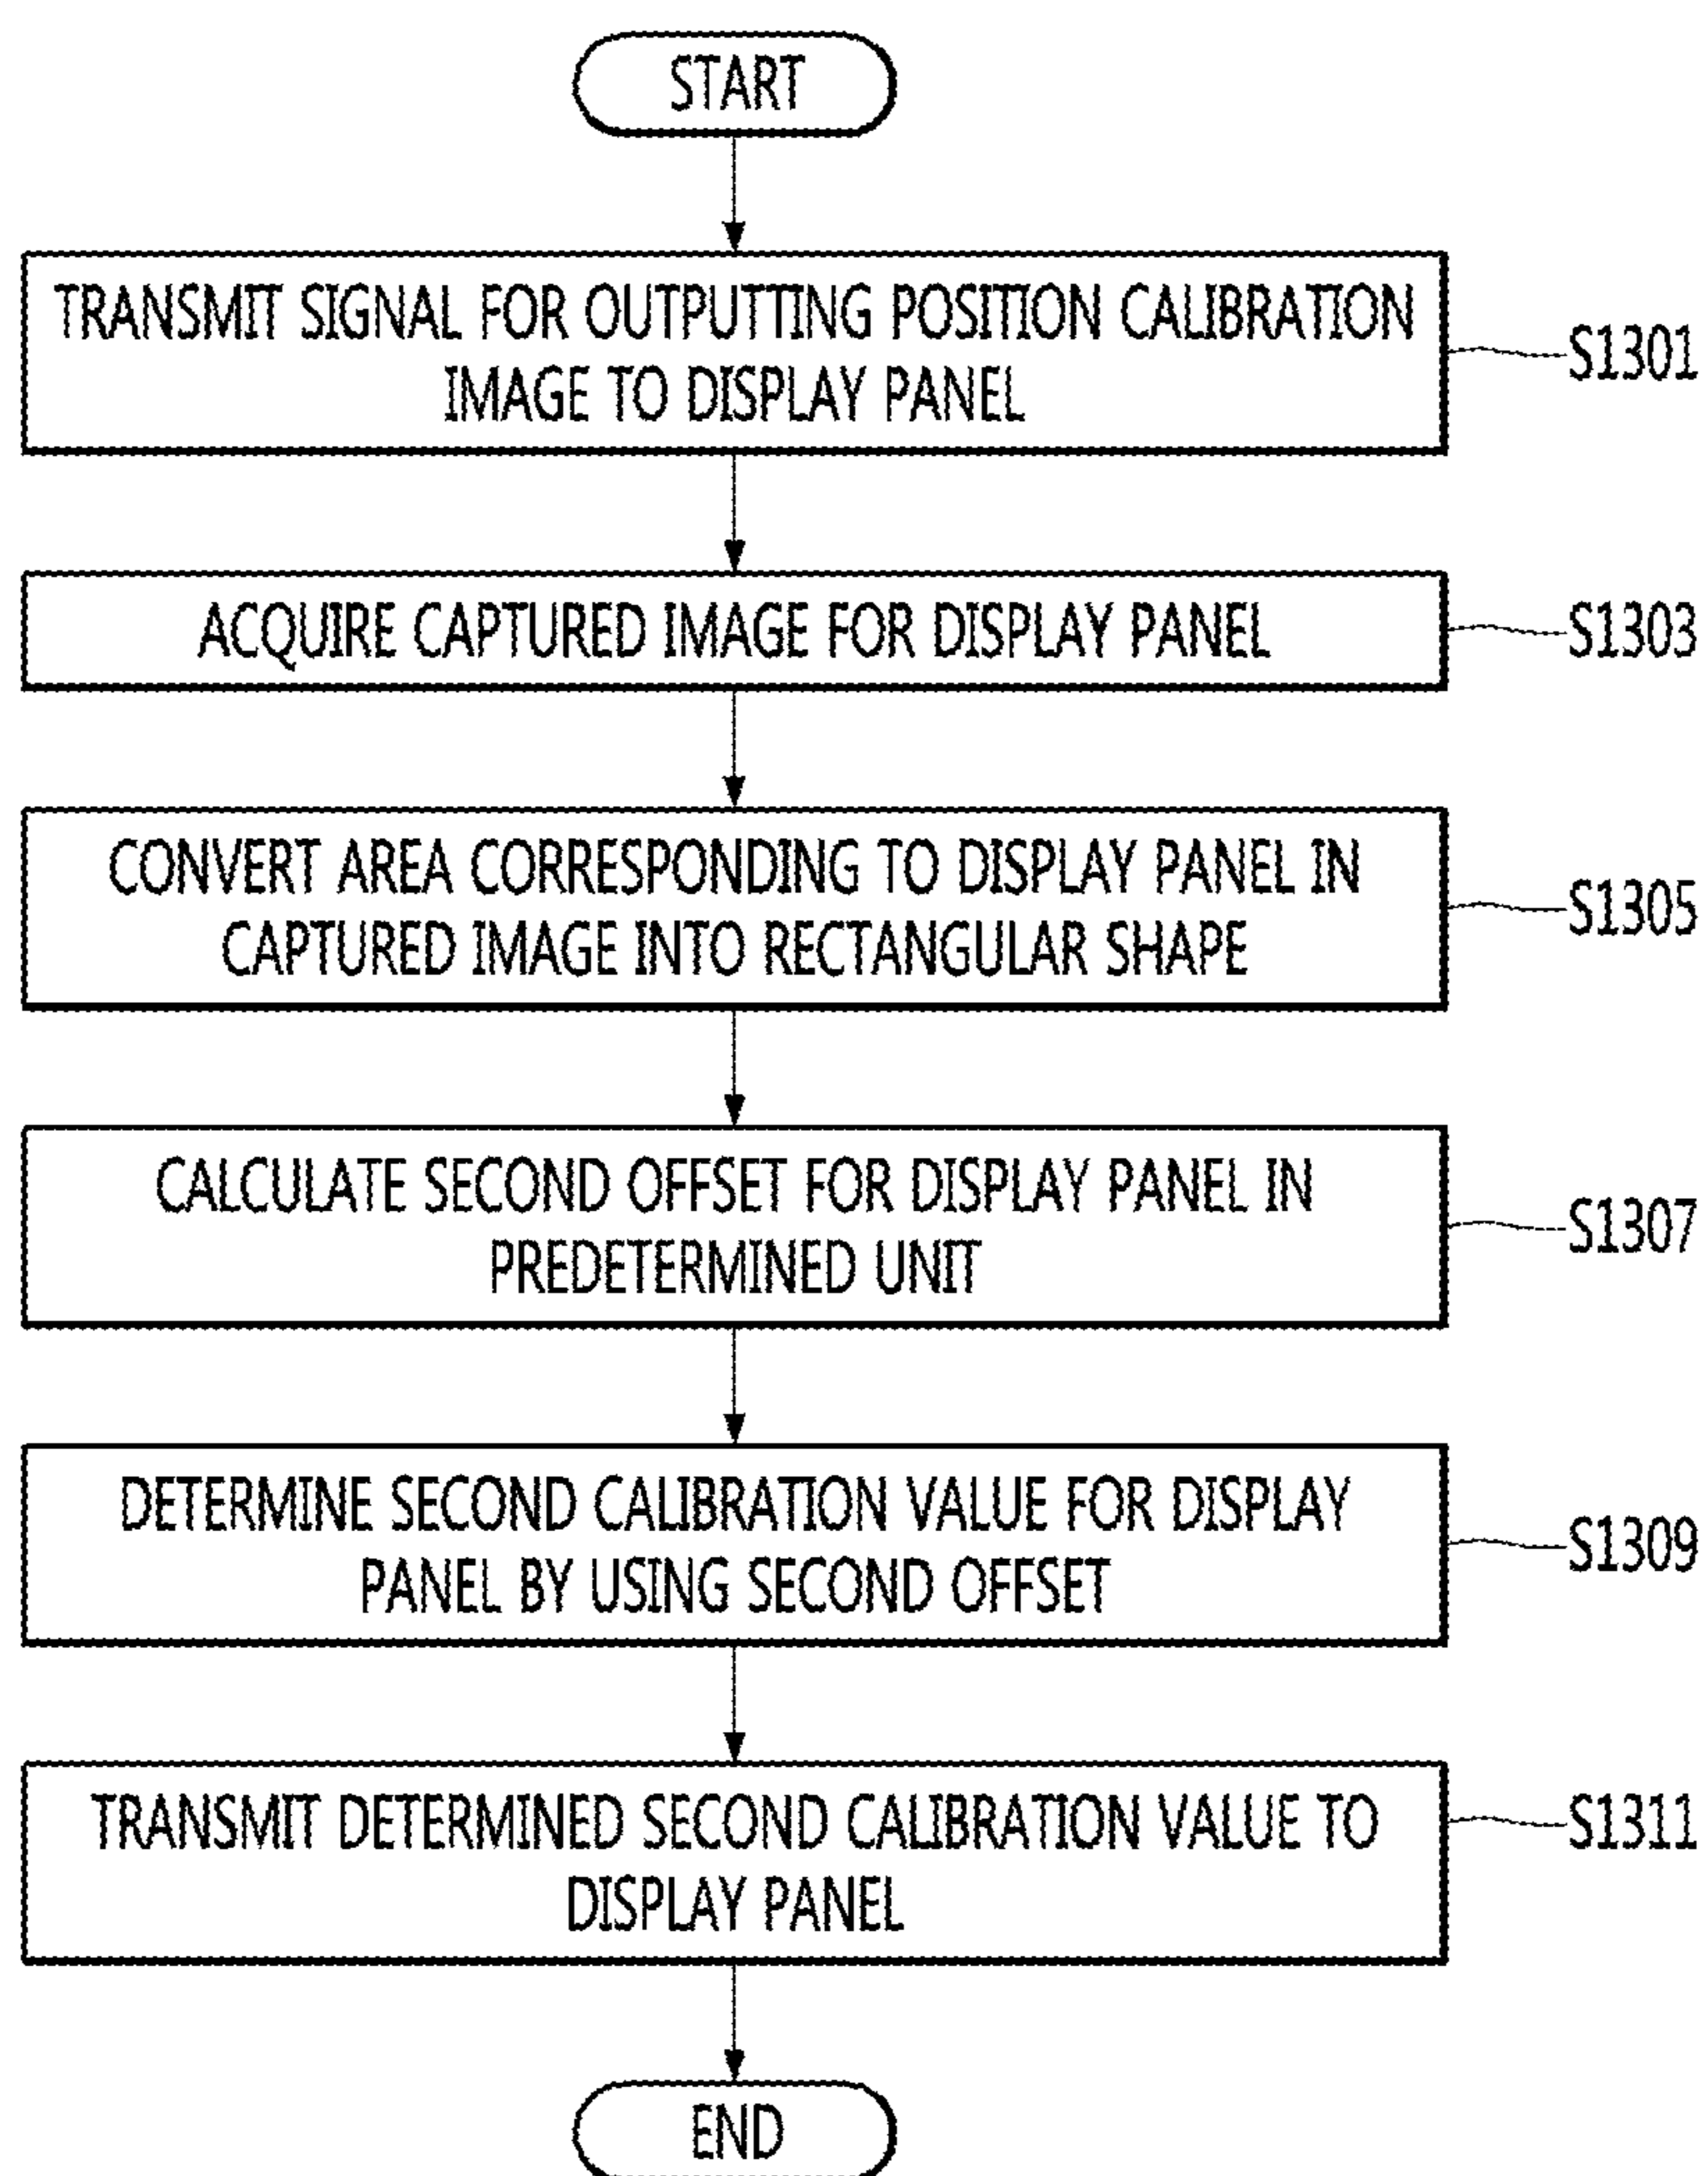 START
TRANSMIT SIGNAL FOR OUTPUTTING POSITION CALIBRATION
IMAGE TO DISPLAY PANEL
S1301
ACQUIRE CAPTURED IMAGE FOR DISPLAY PANEL
S1303
CONVERT AREA CORRESPONDING TO DISPLAY PANEL IN
CAPTURED IMAGE INTO RECTANGULAR SHAPE
S1305
CALCULATE SECOND OFFSET FOR DISPLAY PANEL IN
PREDETERMINED UNIT
S1307
DETERMINE SECOND CALIBRATION VALUE FOR DISPLAY
PANEL BY USING SECOND OFFSET
S1309
TRANSMIT DETERMINED SECOND CALIBRATION VALUE TO
DISPLAY PANEL
S1311
END